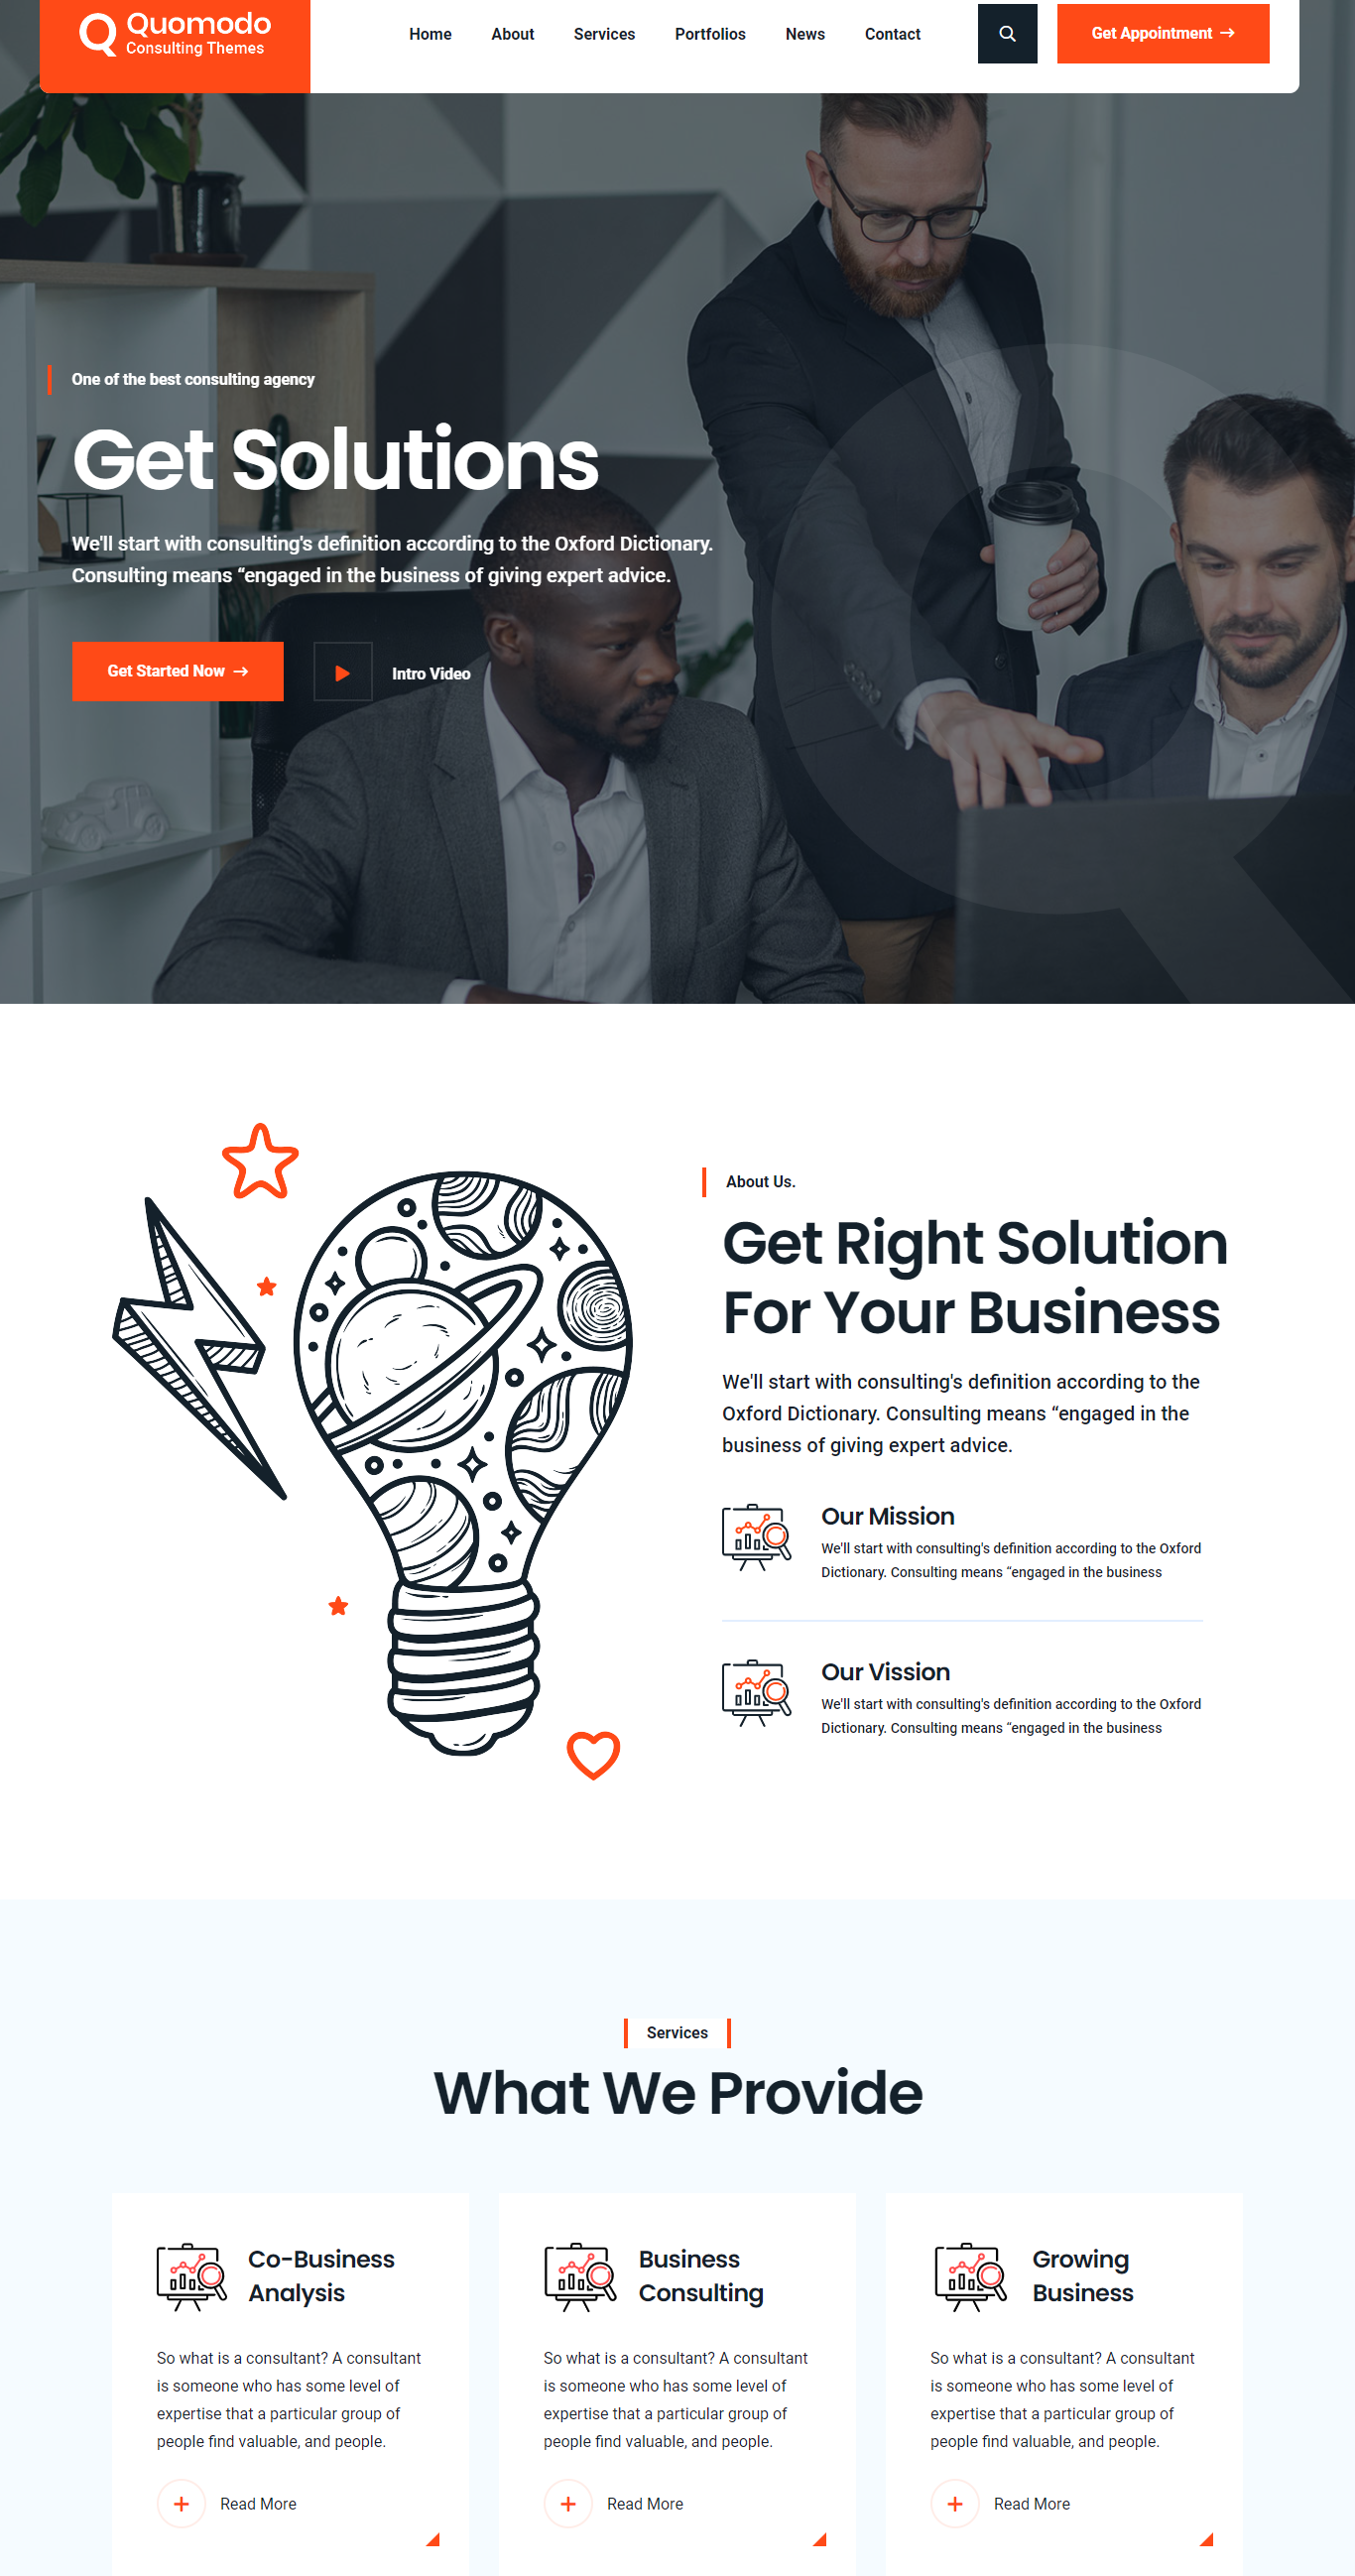 Quomodo
Consulting Themes
Home
About
Services
Portfolios
News
Contact
Get Appointment →
One of the best consulting agency
Get Solutions
We'll start with consulting's definition according to the Oxford Dictionary.
Consulting means “engaged in the business of giving expert advice.
Get Started Now →
Intro Video
About Us.
Get Right Solution
For Your Business
We'll start with consulting's definition according to the
Oxford Dictionary. Consulting means “engaged in the
business of giving expert advice.
Our Mission
We'll start with consulting's definition according to the Oxford
Dictionary. Consulting means “engaged in the business
Our Vission
We'll start with consulting's definition according to the Oxford
Dictionary. Consulting means “engaged in the business
Services
What We Provide
Co-Business
Analysis
So what is a consultant? A consultant
is someone who has some level of
expertise that a particular group of
people find valuable, and people.
Read More
Business
Consulting
So what is a consultant? A consultant
is someone who has some level of
expertise that a particular group of
people find valuable, and people.
Read More
Growing
Business
So what is a consultant? A consultant
is someone who has some level of
expertise that a particular group of
people find valuable, and people.
Read More